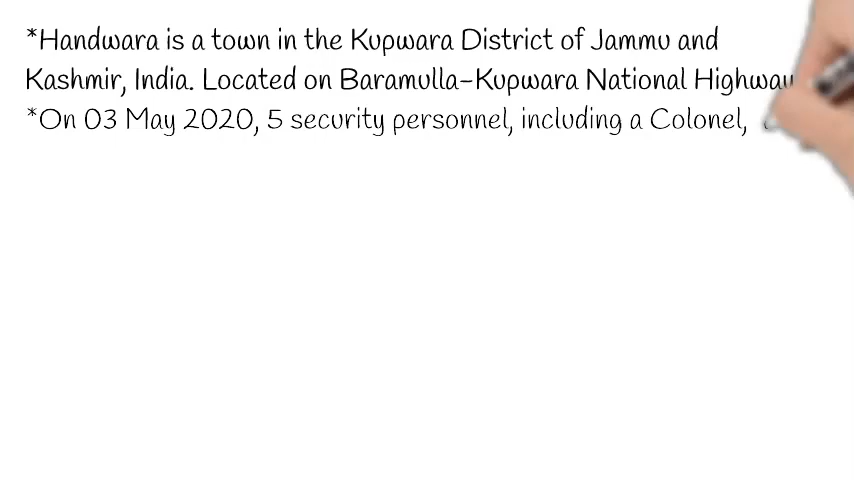 *Handwara is a town in the Kupwara District of Jammu and
Kashmir, India. Located on Baramulla-Kupwara National Highway
*On 03 May 2020, 5 security personnel, including a Colonel,